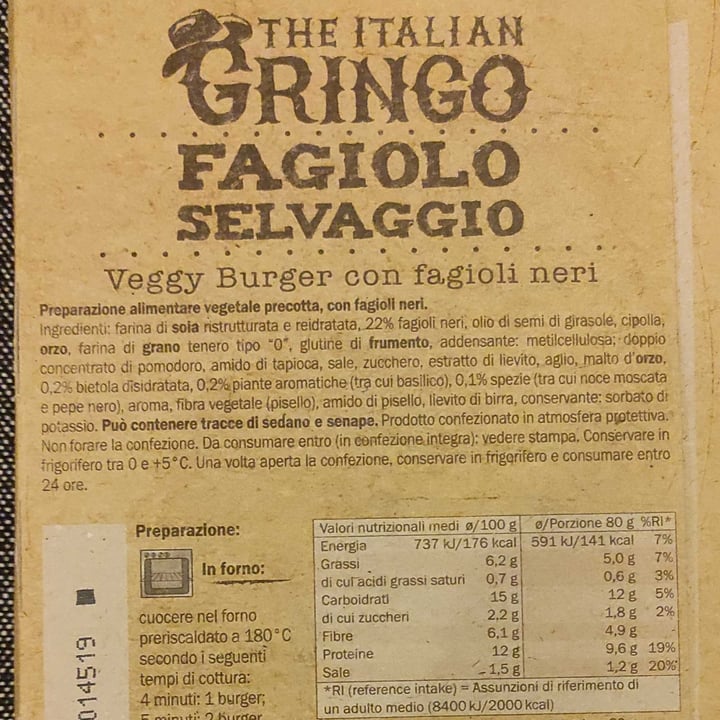 THE ITALIAN
GRINGO
FAGIOLO
SELVAGGIO
Veggy Burger con fagioli neri
Preparazione alimentare vegetale precotta, con fagioli neri.
Ingredienti: farina di soia ristrutturata e reidratata, 22% fagioli neri, olio di semi di girasole, cipolla,
orzo, farina di grano tenero tipo "0", glutine di frumento, addensante: metilcellulosa; doppio
concentrato di pomodoro, amido di tapioca, sale, zucchero, estratto di lievito, aglio, malto d'orzo,
0,2% bietola disidratata, 0,2% piante aromatiche (tra cui basilico), 0,1% spezie (tra cui noce moscata
e pepe nero), aroma, fibra vegetale (pisello), amido di pisello, lievito di birra, conservante: sorbato di
potassio. Può contenere tracce di sedano e senape. Prodotto confezionato in atmosfera protettiva.
Non forare la confezione. Da consumare entro (in confezione integra): vedere stampa. Conservare in
frigorifero tra 0 e +5°C. Una volta aperta la confezione, conservare in frigorifero e consumare entro
24 ore.
Preparazione:
In forno:
cuocere nel forno
preriscaldato a 180°C
secondo i seguenti
tempi di cottura:
4 minuti: 1 burger;
5 minuti: 2 burger
Valori nutrizionali medi ø/100 g ø/Porzione 80 g %RI*
Energia 737 kJ/176 kcal 591 kJ/141 kcal 7%
Grassi 6,2 g 5,0 g 7%
di cui acidi grassi saturi 0,7 g 0,6 g 3%
Carboidrati 15 g 12 g 5%
di cui zuccheri 2,2 g 1,8 g 2%
Fibre 6,1 g 4,9 g
Proteine 12 g 9,6 g 19%
Sale 1,5 g 1,2 g 20%
*RI (reference intake) = Assunzioni di riferimento di
un adulto medio (8400 kJ/2000 kcal)
014519